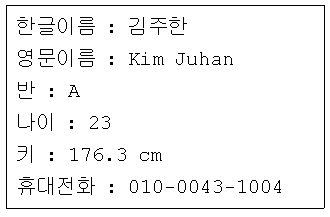 한글이름 : 김주한
영문이름 : Kim Juhan
반 : A
나이 : 23
키 : 176.3 cm
휴대전화 : 010-0043-1004